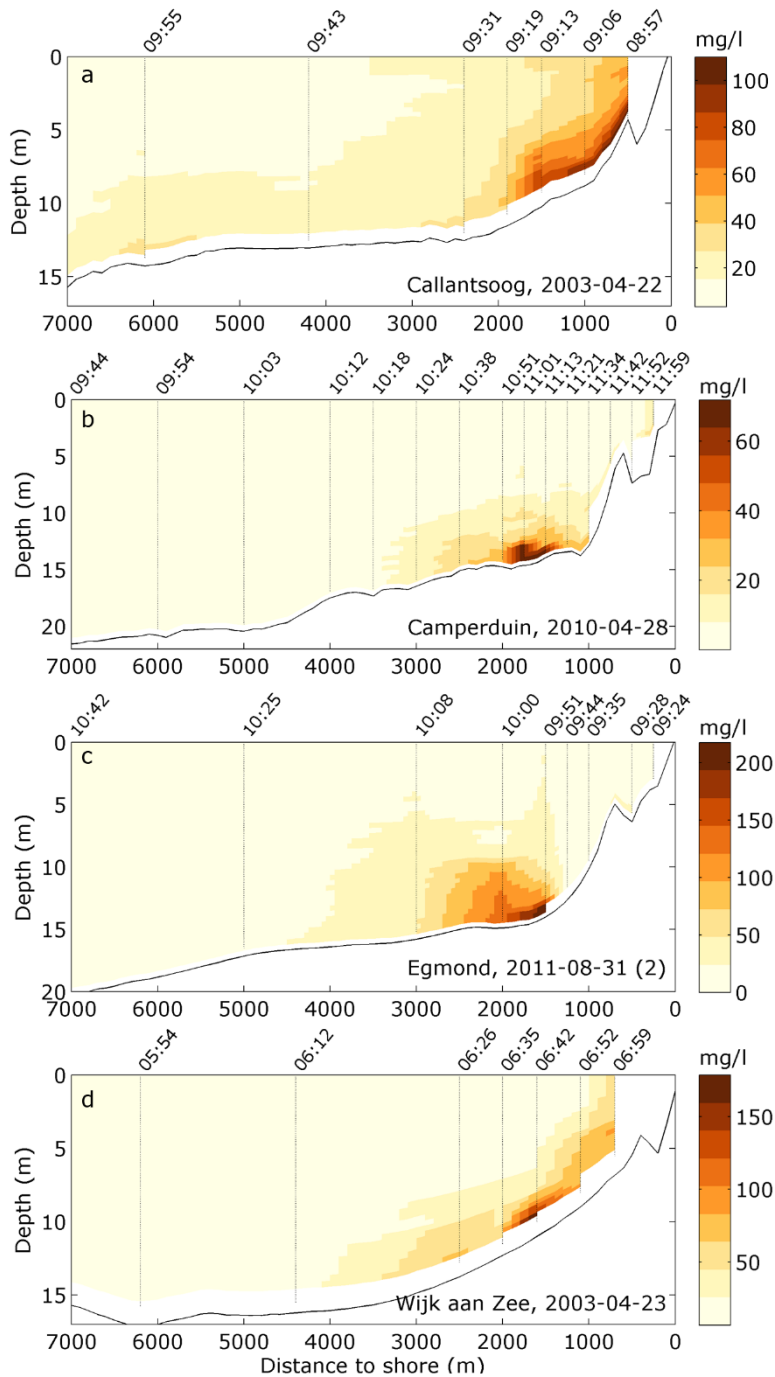 09:55 09:43 09:31 09:19 09:13 09:06 08:57
mg/l
a
0
5
10
15
Depth (m)
100
80
60
40
20
Callantsoog, 2003-04-22
7000 6000 5000 4000 3000 2000 1000 0
09:44 09:54 10:03 10:12 10:18 10:24 10:38 10:51 11:01 11:13 11:21 11:34 11:42 11:52 11:59
mg/l
b
0
5
10
15
20
Depth (m)
60
40
20
Camperduin, 2010-04-28
7000 6000 5000 4000 3000 2000 1000 0
10:42 10:25 10:08 10:00 09:51 09:44 09:35 09:28 09:24
mg/l
c
0
5
10
15
20
Depth (m)
200
150
100
50
0
Egmond, 2011-08-31 (2)
7000 6000 5000 4000 3000 2000 1000 0
05:54 06:12 06:26 06:35 06:42 06:52 06:59
mg/l
d
0
5
10
15
Depth (m)
150
100
50
Wijk aan Zee, 2003-04-23
7000 6000 5000 4000 3000 2000 1000 0
Distance to shore (m)